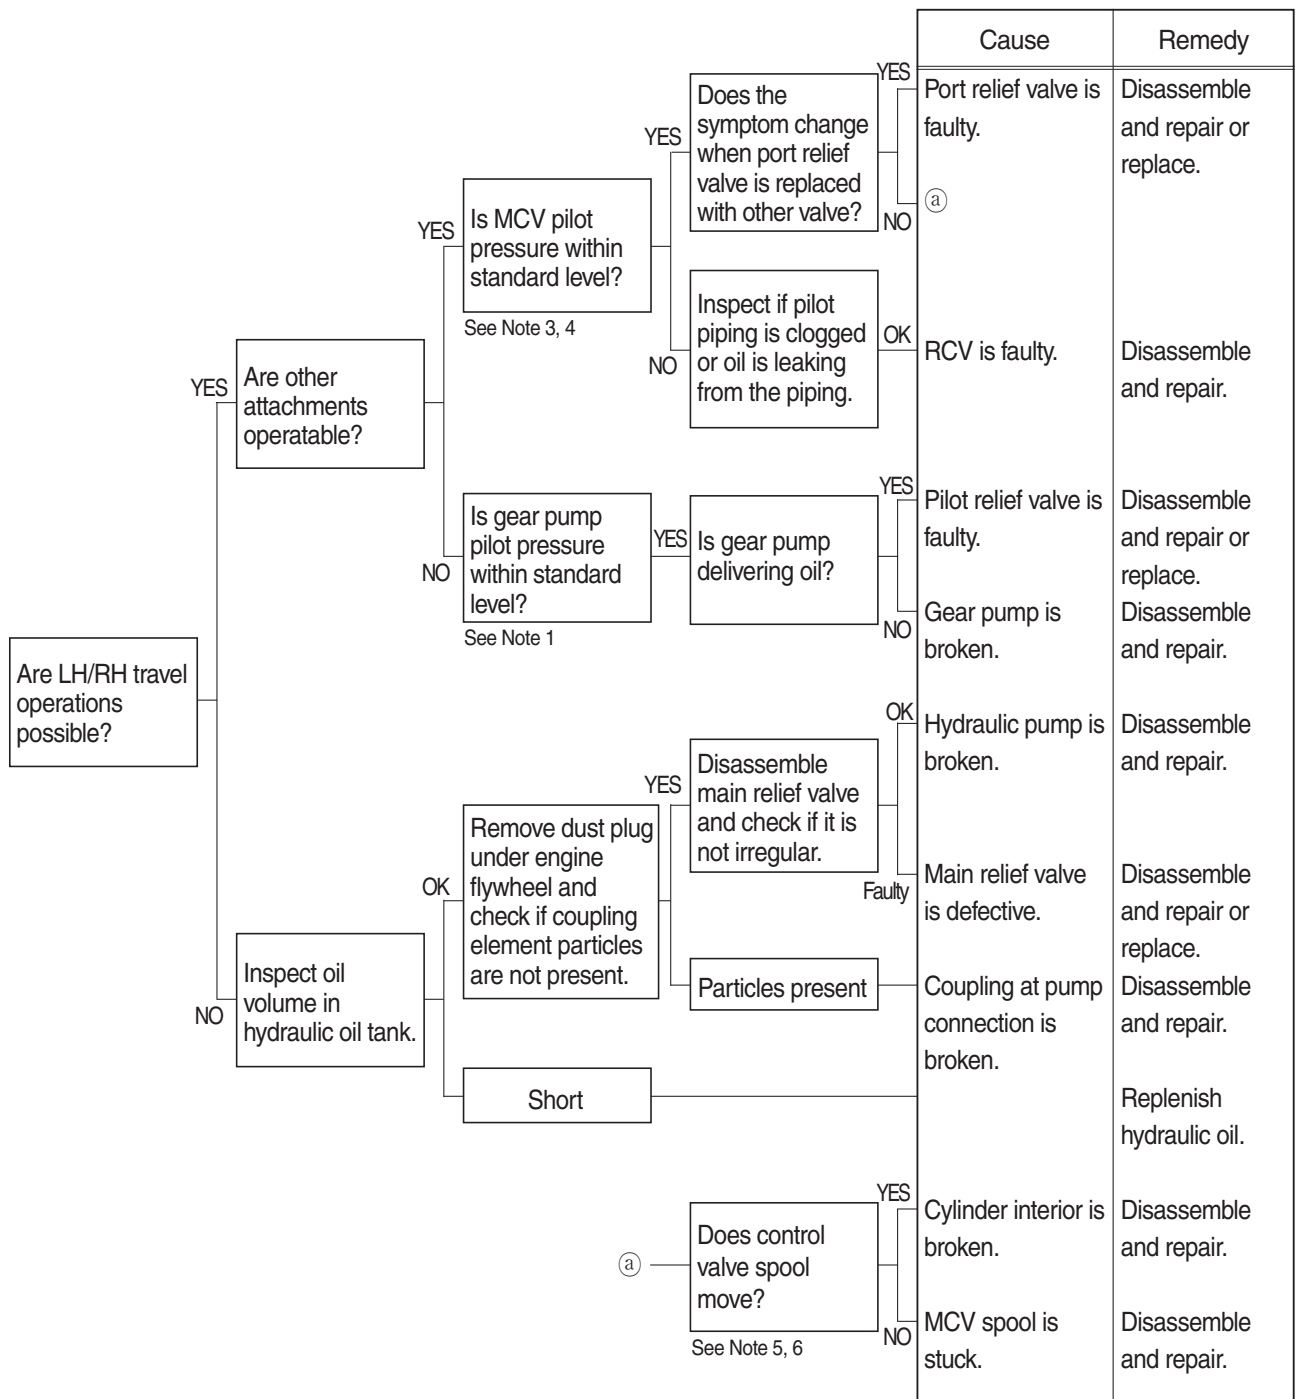 Cause
Remedy
Are LH/RH travel
operations
possible?
YES
Are other
attachments
operatable?
YES
Is MCV pilot
pressure within
standard level?
See Note 3, 4
YES
Does the
symptom change
when port relief
valve is replaced
with other valve?
YES
Port relief valve is
faulty.
Disassemble
and repair or
replace.
NO
ⓐ
NO
Inspect if pilot
piping is clogged
or oil is leaking
from the piping.
OK
RCV is faulty.
Disassemble
and repair.
NO
Is gear pump
pilot pressure
within standard
level?
See Note 1
YES
Is gear pump
delivering oil?
YES
Pilot relief valve is
faulty.
Disassemble
and repair or
replace.
NO
Gear pump is
broken.
Disassemble
and repair.
NO
Inspect oil
volume in
hydraulic oil tank.
OK
Remove dust plug
under engine
flywheel and
check if coupling
element particles
are not present.
YES
Disassemble
main relief valve
and check if it is
not irregular.
OK
Hydraulic pump is
broken.
Disassemble
and repair.
Faulty
Main relief valve
is defective.
Disassemble
and repair or
replace.
Particles present
Coupling at pump
connection is
broken.
Disassemble
and repair.
Short
Replenish
hydraulic oil.
ⓐ
Does control
valve spool
move?
See Note 5, 6
YES
Cylinder interior is
broken.
Disassemble
and repair.
NO
MCV spool is
stuck.
Disassemble
and repair.